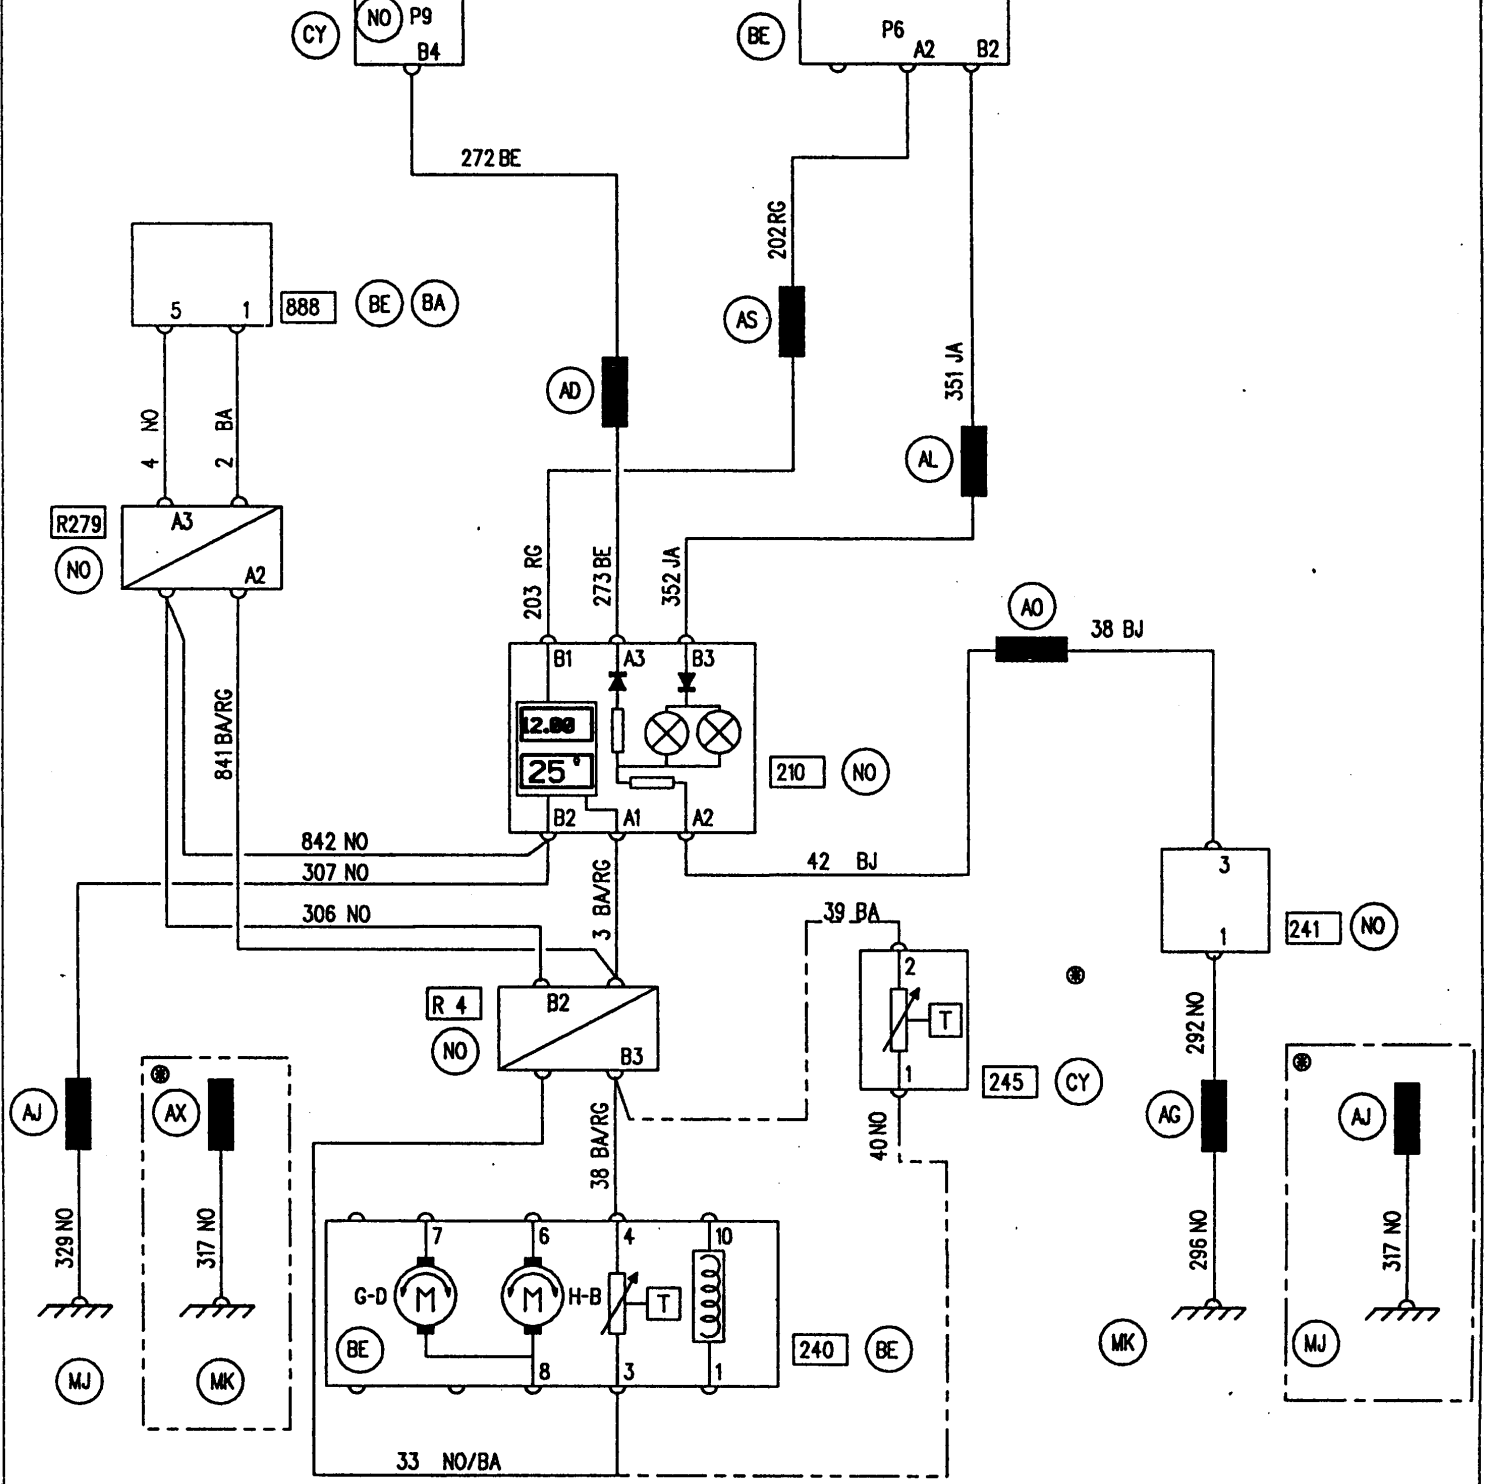 CY
NO P9
B4
BE
P6
A2 B2
272 BE
202 RG
5 1
888
BE BA
AS
351 JA
AD
4 NO
2 BA
AL
R279
A3
NO
A2
203 RG
273 BE
352 JA
AO
38 BJ
B1 A3 B3
12.00
25°
210 NO
841 BA/RG
B2 A1 A2
842 NO
42 BJ
307 NO
3 BA/RG
3
306 NO
39 BA
1
241 NO
2
R 4
B2
T
NO
B3
1
245 CY
292 NO
AJ
AX
AG
AJ
38 BA/RG
40 NO
329 NO
317 NO
296 NO
317 NO
7 6 4 10
G-D M M H-B T
BE
8 3 1
240 BE
MK
MJ
MJ
MK
33 NO/BA